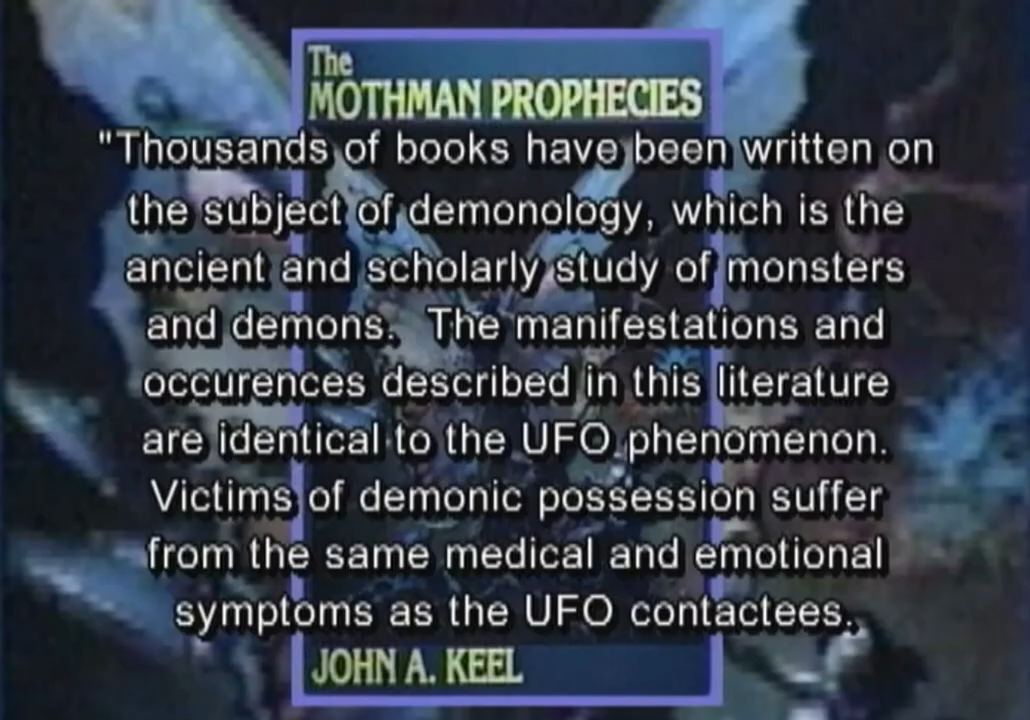 The
MOTHMAN PROPHECIES
"Thousands of books have been written on
the subject of demonology, which is the
ancient and scholarly study of monsters
and demons.  The manifestations and
occurences described in this literature
are identical to the UFO phenomenon.
Victims of demonic possession suffer
from the same medical and emotional
symptoms as the UFO contactees.
JOHN A. KEEL